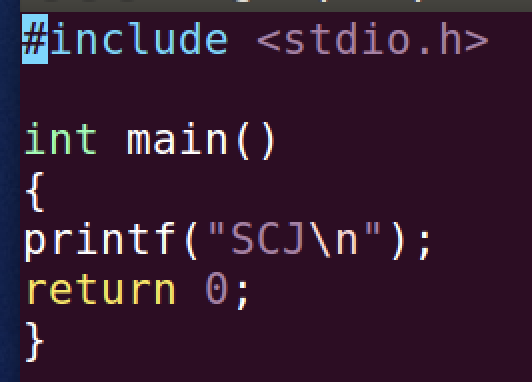 #include <stdio.h>
int main()
{
printf("SCJ\n");
return 0;
}